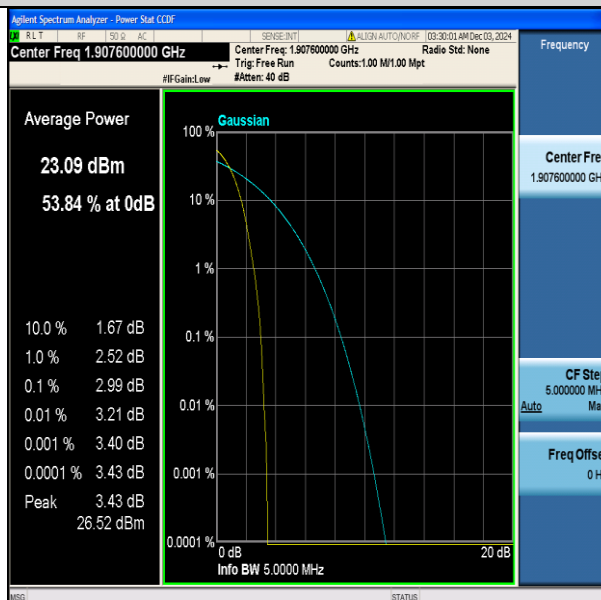 Agilent Spectrum Analyzer - Power Stat CCDF
R L T RF 50 Ω AC SENSE:INT ALIGN AUTO/NORF 03:30:01 AM Dec 03, 2024
Center Freq 1.907600000 GHz
Center Freq: 1.907600000 GHz Radio Std: None
Trig: Free Run Counts:1.00 M/1.00 Mpt
#IFGain:Low #Atten: 40 dB
Frequency
Average Power
23.09 dBm
53.84 % at 0dB
10.0 % 1.67 dB
1.0 % 2.52 dB
0.1 % 2.99 dB
0.01 % 3.21 dB
0.001 % 3.40 dB
0.0001 % 3.43 dB
Peak 3.43 dB
26.52 dBm
Gaussian
100 %
10 %
1 %
0.1 %
0.01 %
0.001 %
0.0001 %
0 dB 20 dB
Info BW 5.0000 MHz
Center Fre
1.907600000 GH
CF Ste
5.000000 MH
Auto Ma
Freq Offse
0 H
MSG STATUS